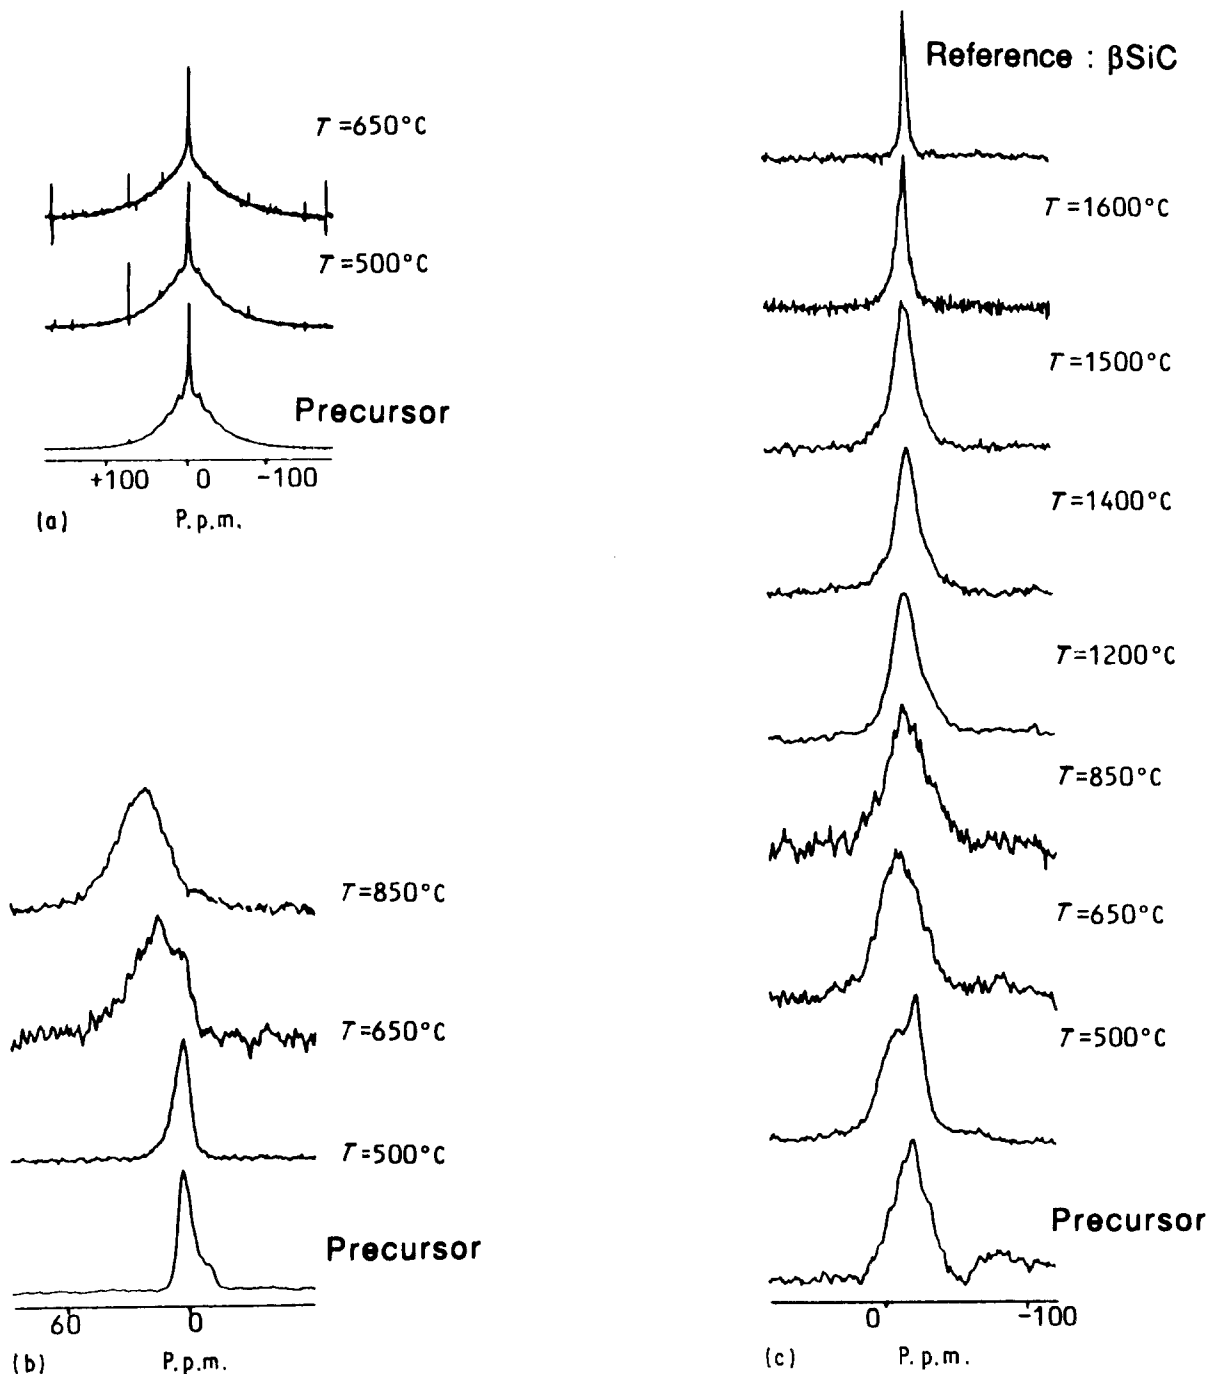 T=650°C
T=500°C
Precursor
+100 0 -100
(a) P.p.m.
T=850°C
T=650°C
T=500°C
Precursor
60 0
(b) P.p.m.
Reference : βSiC
T=1600°C
T=1500°C
T=1400°C
T=1200°C
T=850°C
T=650°C
T=500°C
Precursor
0 -100
(c) P.p.m.